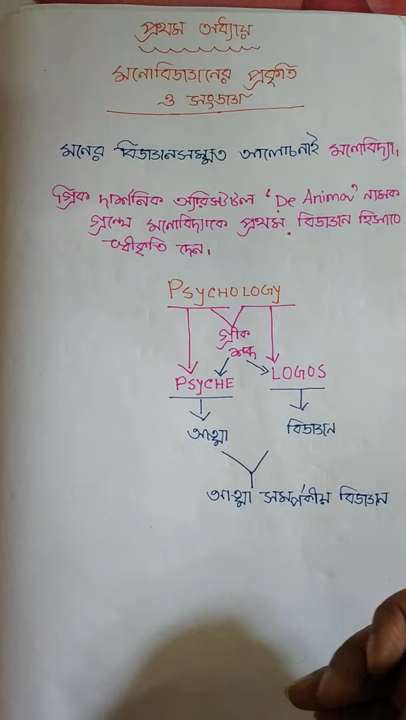 প্রথম অধ্যায়
মনোবিজ্ঞানের প্রকৃতি
ও সংজ্ঞা
মনের বিজ্ঞানসম্মত আলোচনাই মনোবিদ্যা,
গ্রিক দার্শনিক অ্যারিস্টটল 'De Anima' নামক
গ্রন্থে মনোবিদ্যাকে প্রথম বিজ্ঞান হিসাবে
স্বীকৃতি দেন।
PSYCHOLOGY
গ্রীক
শব্দ
PSYCHE LOGOS
আত্মা বিজ্ঞান
আত্মা সম্পর্কীয় বিজ্ঞান